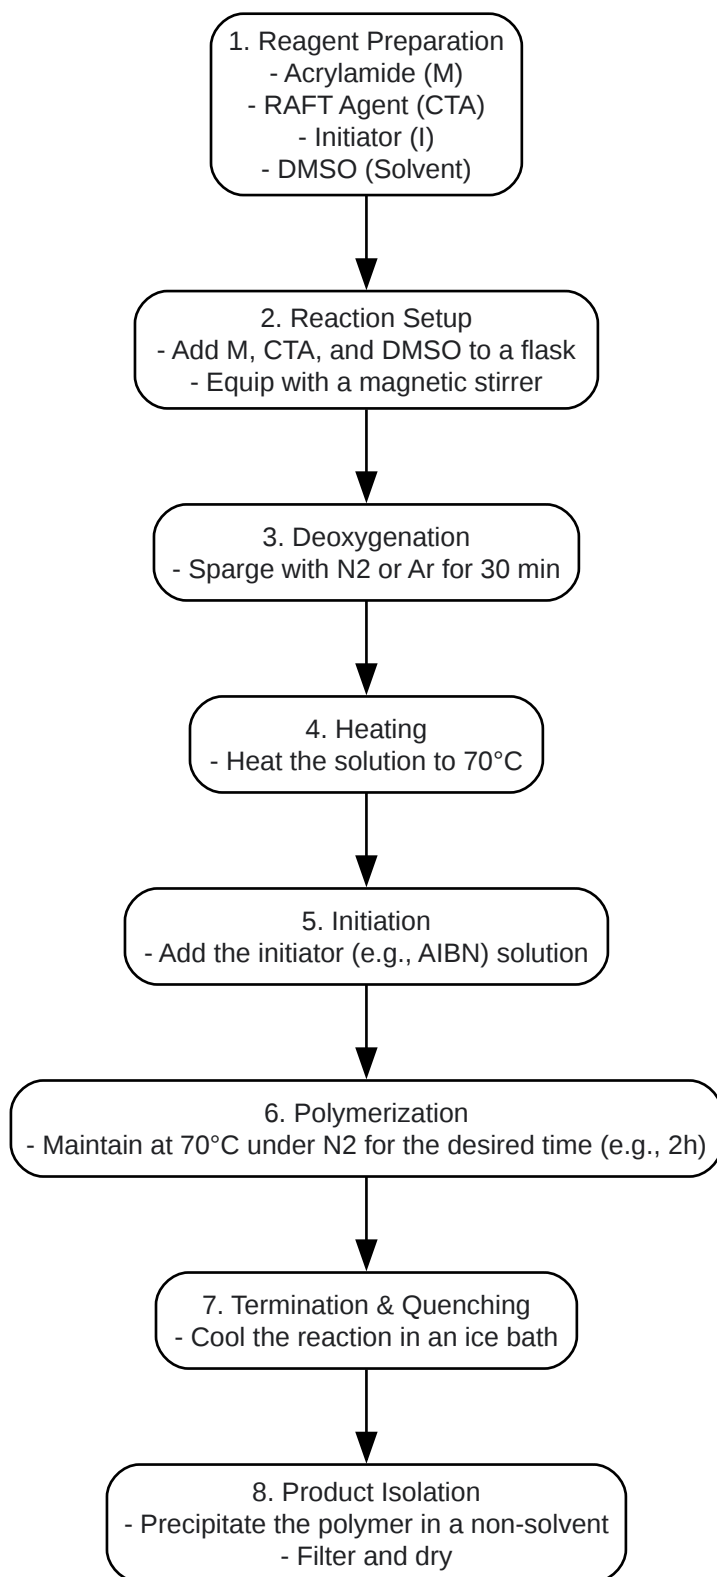 1. Reagent Preparation
- Acrylamide (M)
- RAFT Agent (CTA)
- Initiator (I)
- DMSO (Solvent)
2. Reaction Setup
- Add M, CTA, and DMSO to a flask
- Equip with a magnetic stirrer
3. Deoxygenation
- Sparge with N2 or Ar for 30 min
4. Heating
- Heat the solution to 70°C
5. Initiation
- Add the initiator (e.g., AIBN) solution
6. Polymerization
- Maintain at 70°C under N2 for the desired time (e.g., 2h)
7. Termination & Quenching
- Cool the reaction in an ice bath
8. Product Isolation
- Precipitate the polymer in a non-solvent
- Filter and dry